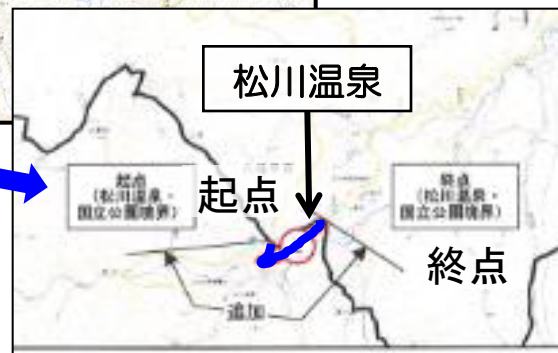 松川温泉
起点
(松川温泉・
国立公園境界)
起点
終点
(松川温泉・
国立公園境界)
終点
追加